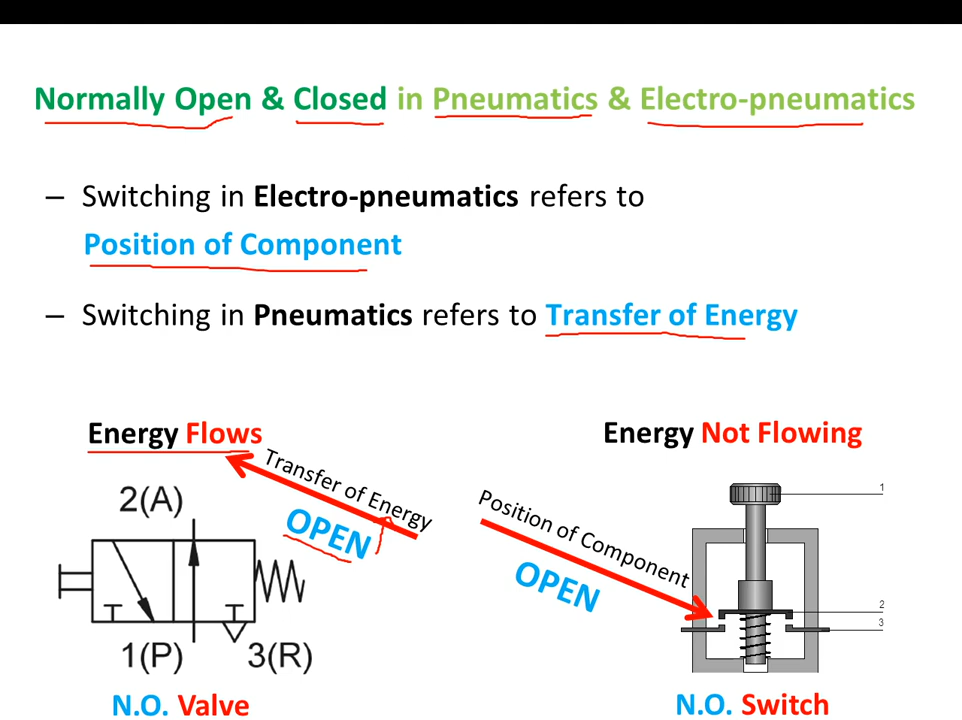 Normally Open & Closed in Pneumatics & Electro-pneumatics
– Switching in Electro-pneumatics refers to
Position of Component
– Switching in Pneumatics refers to Transfer of Energy
Energy Flows
Energy Not Flowing
Transfer of Energy
OPEN
Position of Component
OPEN
2(A)
1(P)
3(R)
1
2
3
N.O. Valve
N.O. Switch